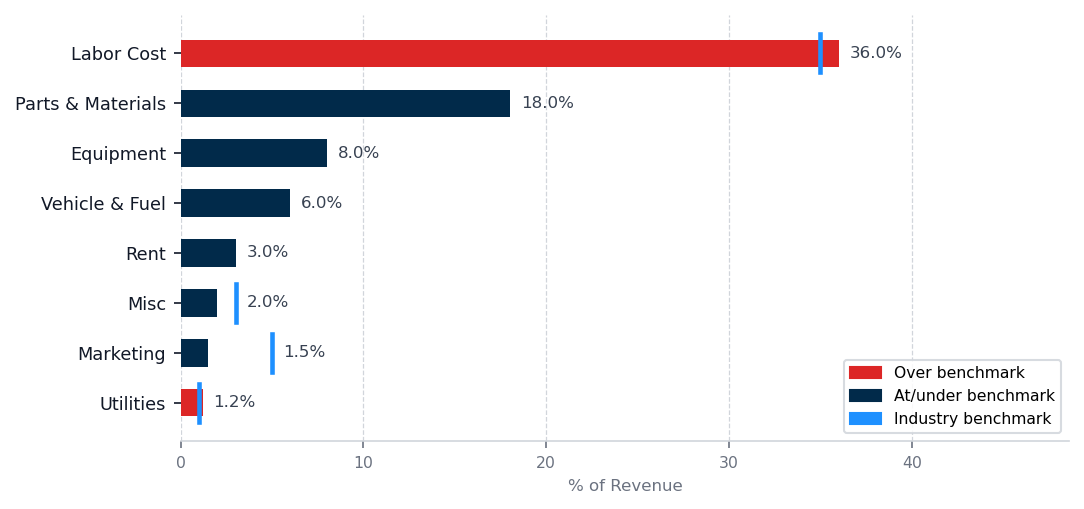 Labor Cost 36.0%
Parts & Materials 18.0%
Equipment 8.0%
Vehicle & Fuel 6.0%
Rent 3.0%
Misc 2.0%
Marketing 1.5%
Utilities 1.2%
Over benchmark
At/under benchmark
Industry benchmark
0 10 20 30 40
% of Revenue